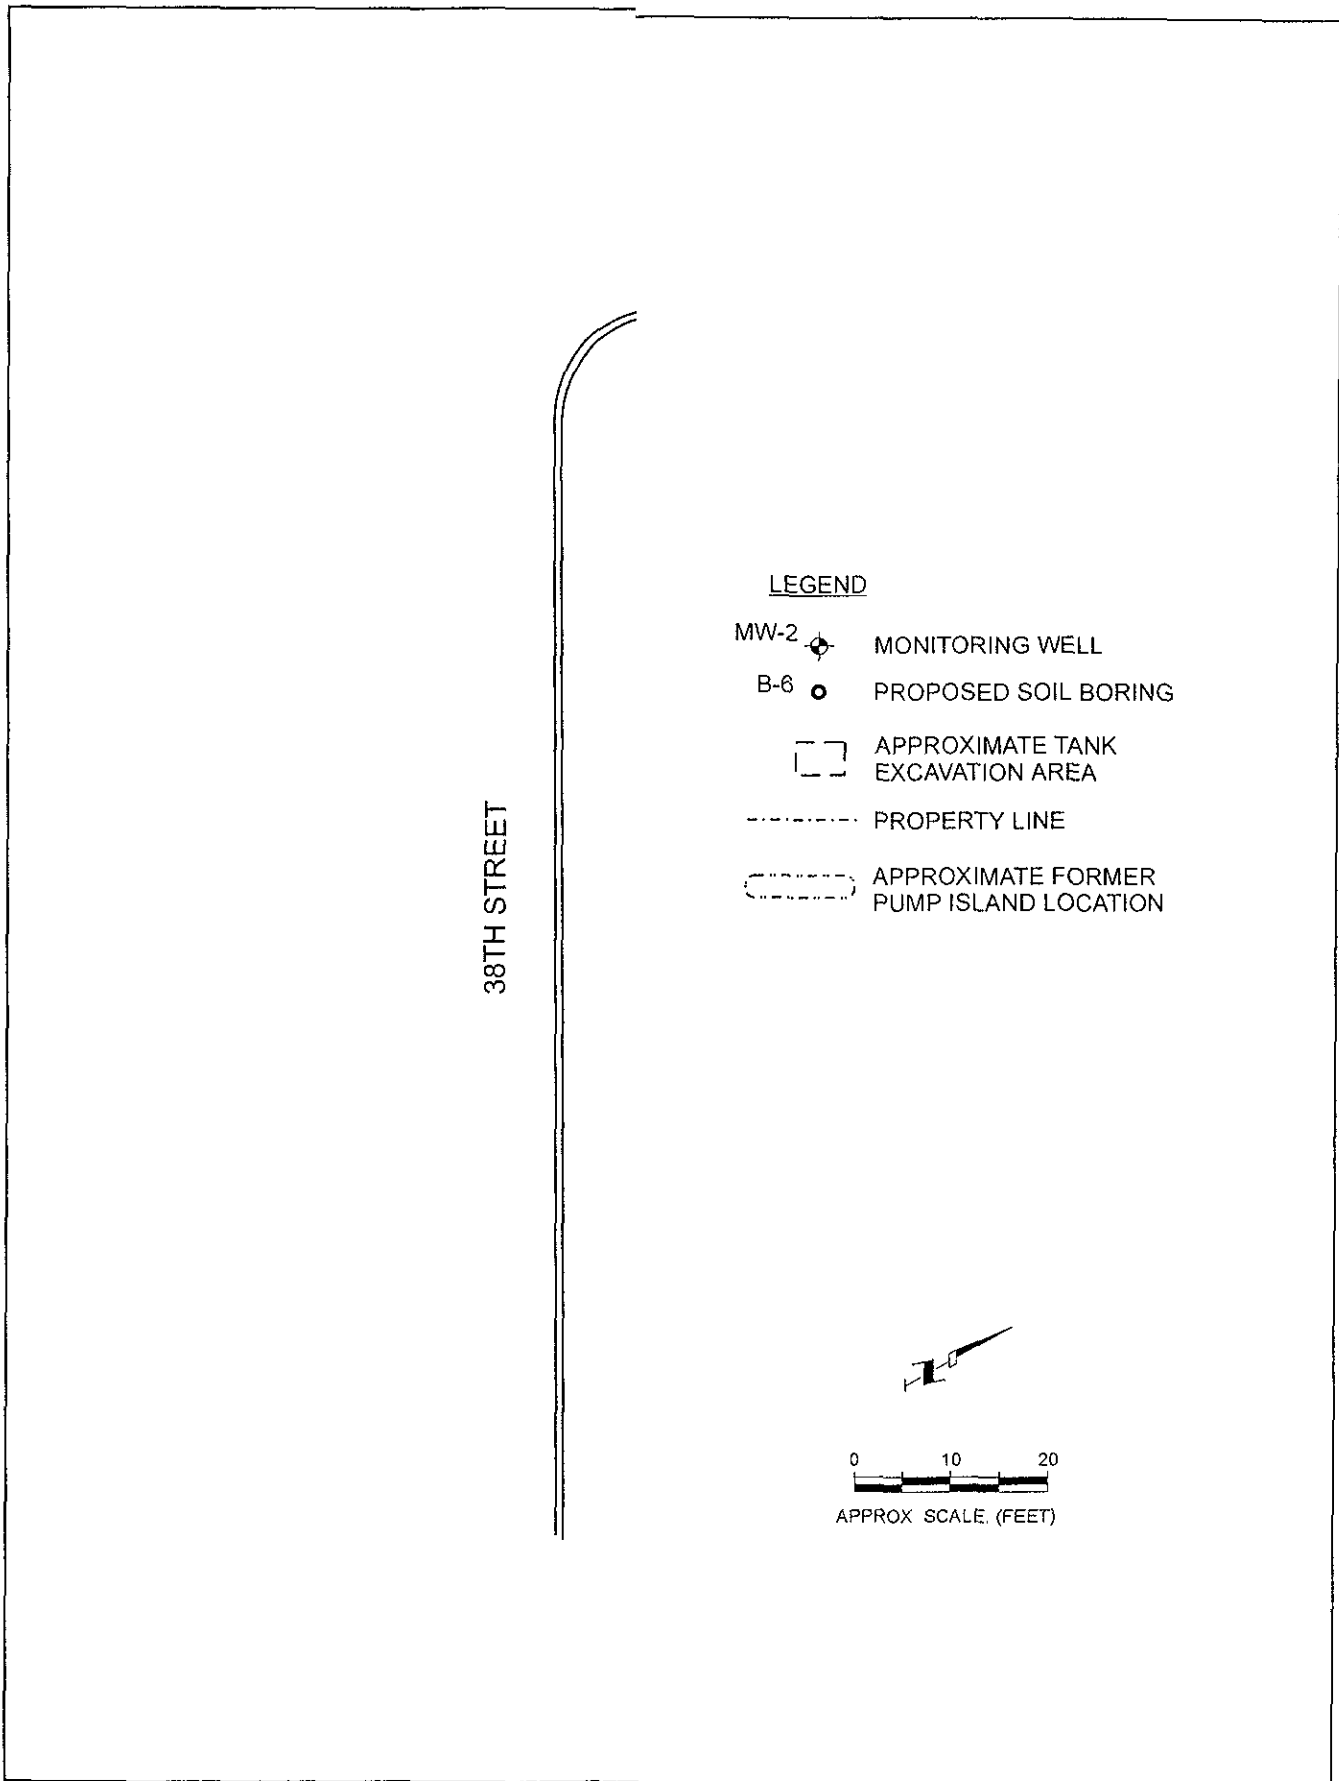 LEGEND
MW-2 MONITORING WELL
B-6 PROPOSED SOIL BORING
APPROXIMATE TANK
EXCAVATION AREA
PROPERTY LINE
APPROXIMATE FORMER
PUMP ISLAND LOCATION
38TH STREET
N
0 10 20
APPROX SCALE. (FEET)